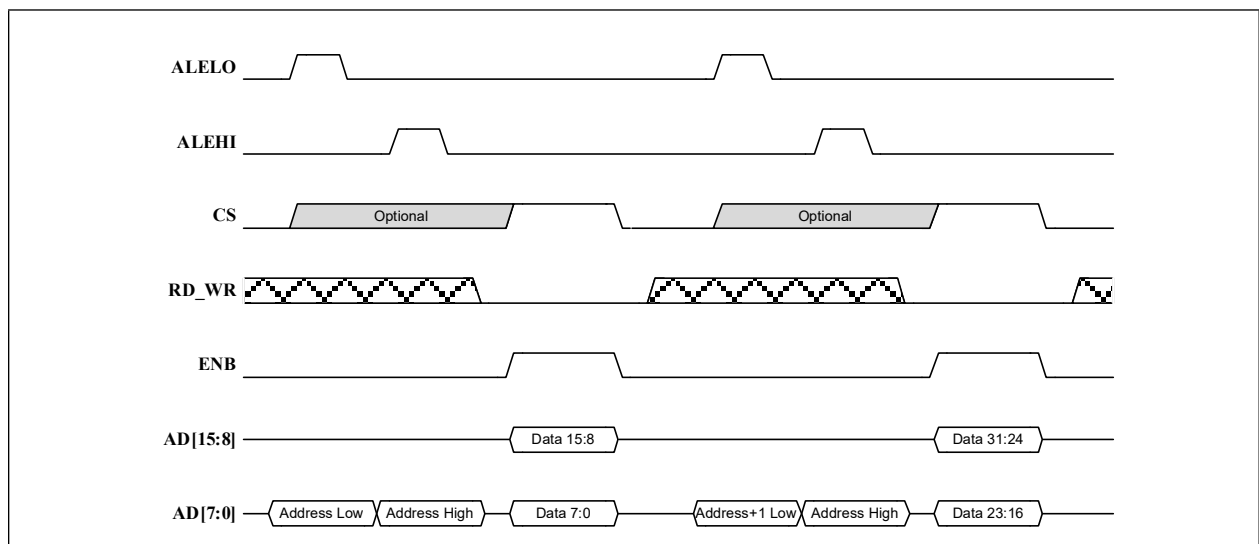 ALELO
ALEHI
CS Optional Optional
RD_WR
ENB
AD[15:8] Data 15:8 Data 31:24
AD[7:0] Address Low Address High Data 7:0 Address+1 Low Address High Data 23:16